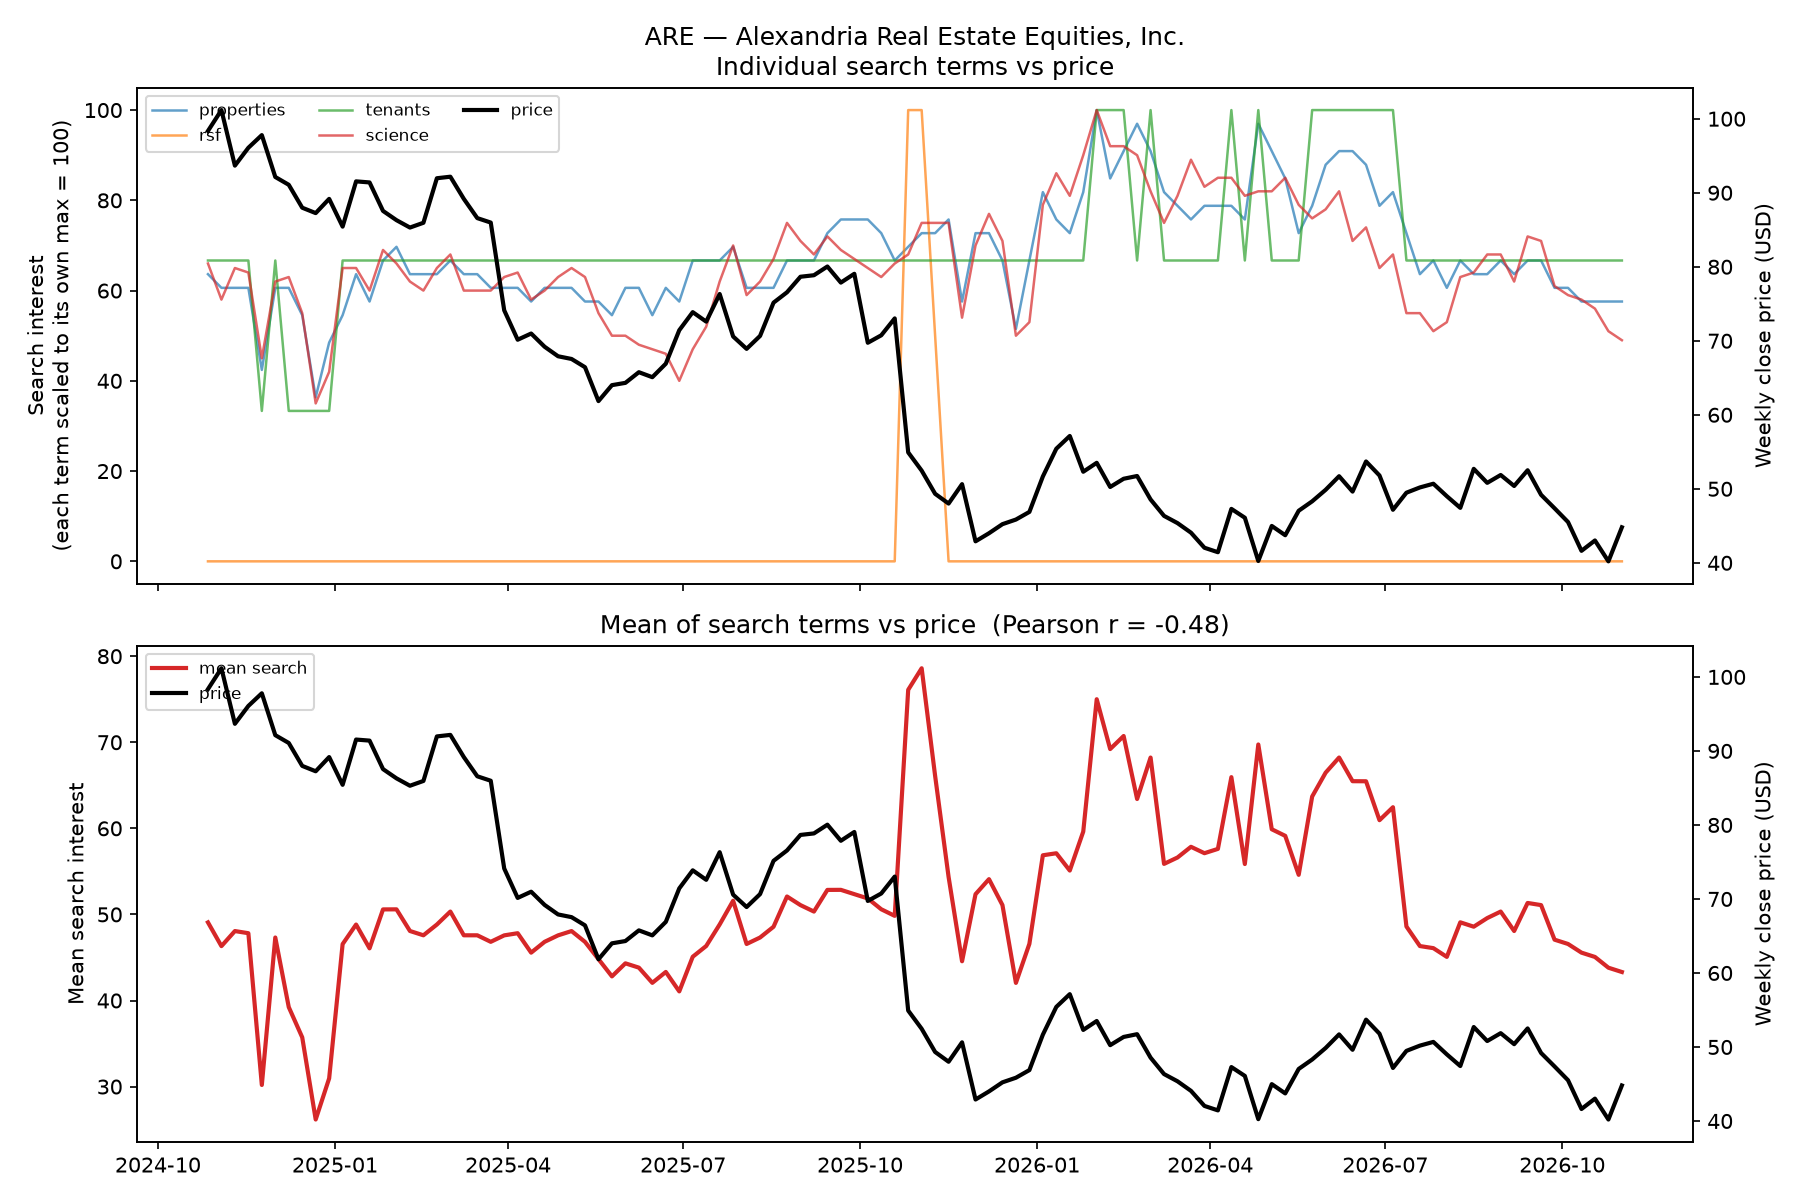 ARE — Alexandria Real Estate Equities, Inc.
Individual search terms vs price
properties
rsf
tenants
science
price
Search interest
(each term scaled to its own max = 100)
100
80
60
40
20
0
100
90
80
70
60
50
40
Weekly close price (USD)
Mean of search terms vs price (Pearson r = -0.48)
mean search
price
Mean search interest
80
70
60
50
40
30
100
90
80
70
60
50
40
Weekly close price (USD)
2024-10
2025-01
2025-04
2025-07
2025-10
2026-01
2026-04
2026-07
2026-10